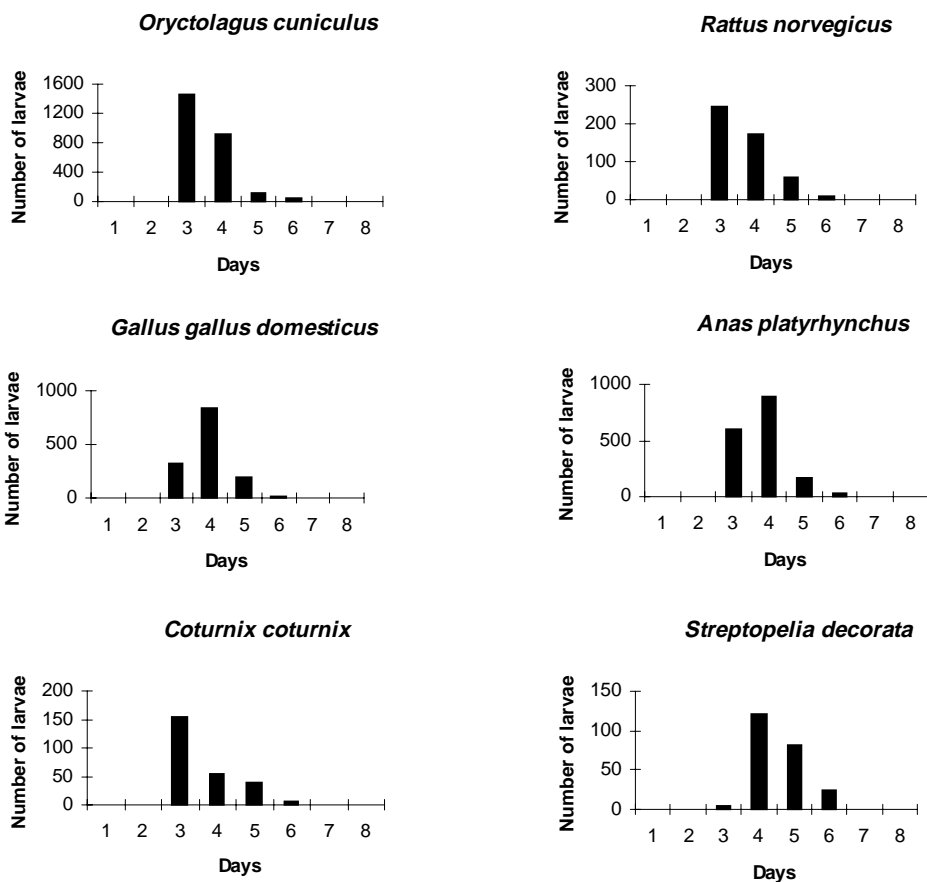 Oryctolagus cuniculus
Number of larvae
1600
1200
800
400
0
1 2 3 4 5 6 7 8
Days
Rattus norvegicus
Number of larvae
300
200
100
0
1 2 3 4 5 6 7 8
Days
Gallus gallus domesticus
Number of larvae
1000
500
0
1 2 3 4 5 6 7 8
Days
Anas platyrhynchus
Number of larvae
1000
500
0
1 2 3 4 5 6 7 8
Days
Coturnix coturnix
Number of larvae
200
150
100
50
0
1 2 3 4 5 6 7 8
Days
Streptopelia decorata
Number of larvae
150
100
50
0
1 2 3 4 5 6 7 8
Days